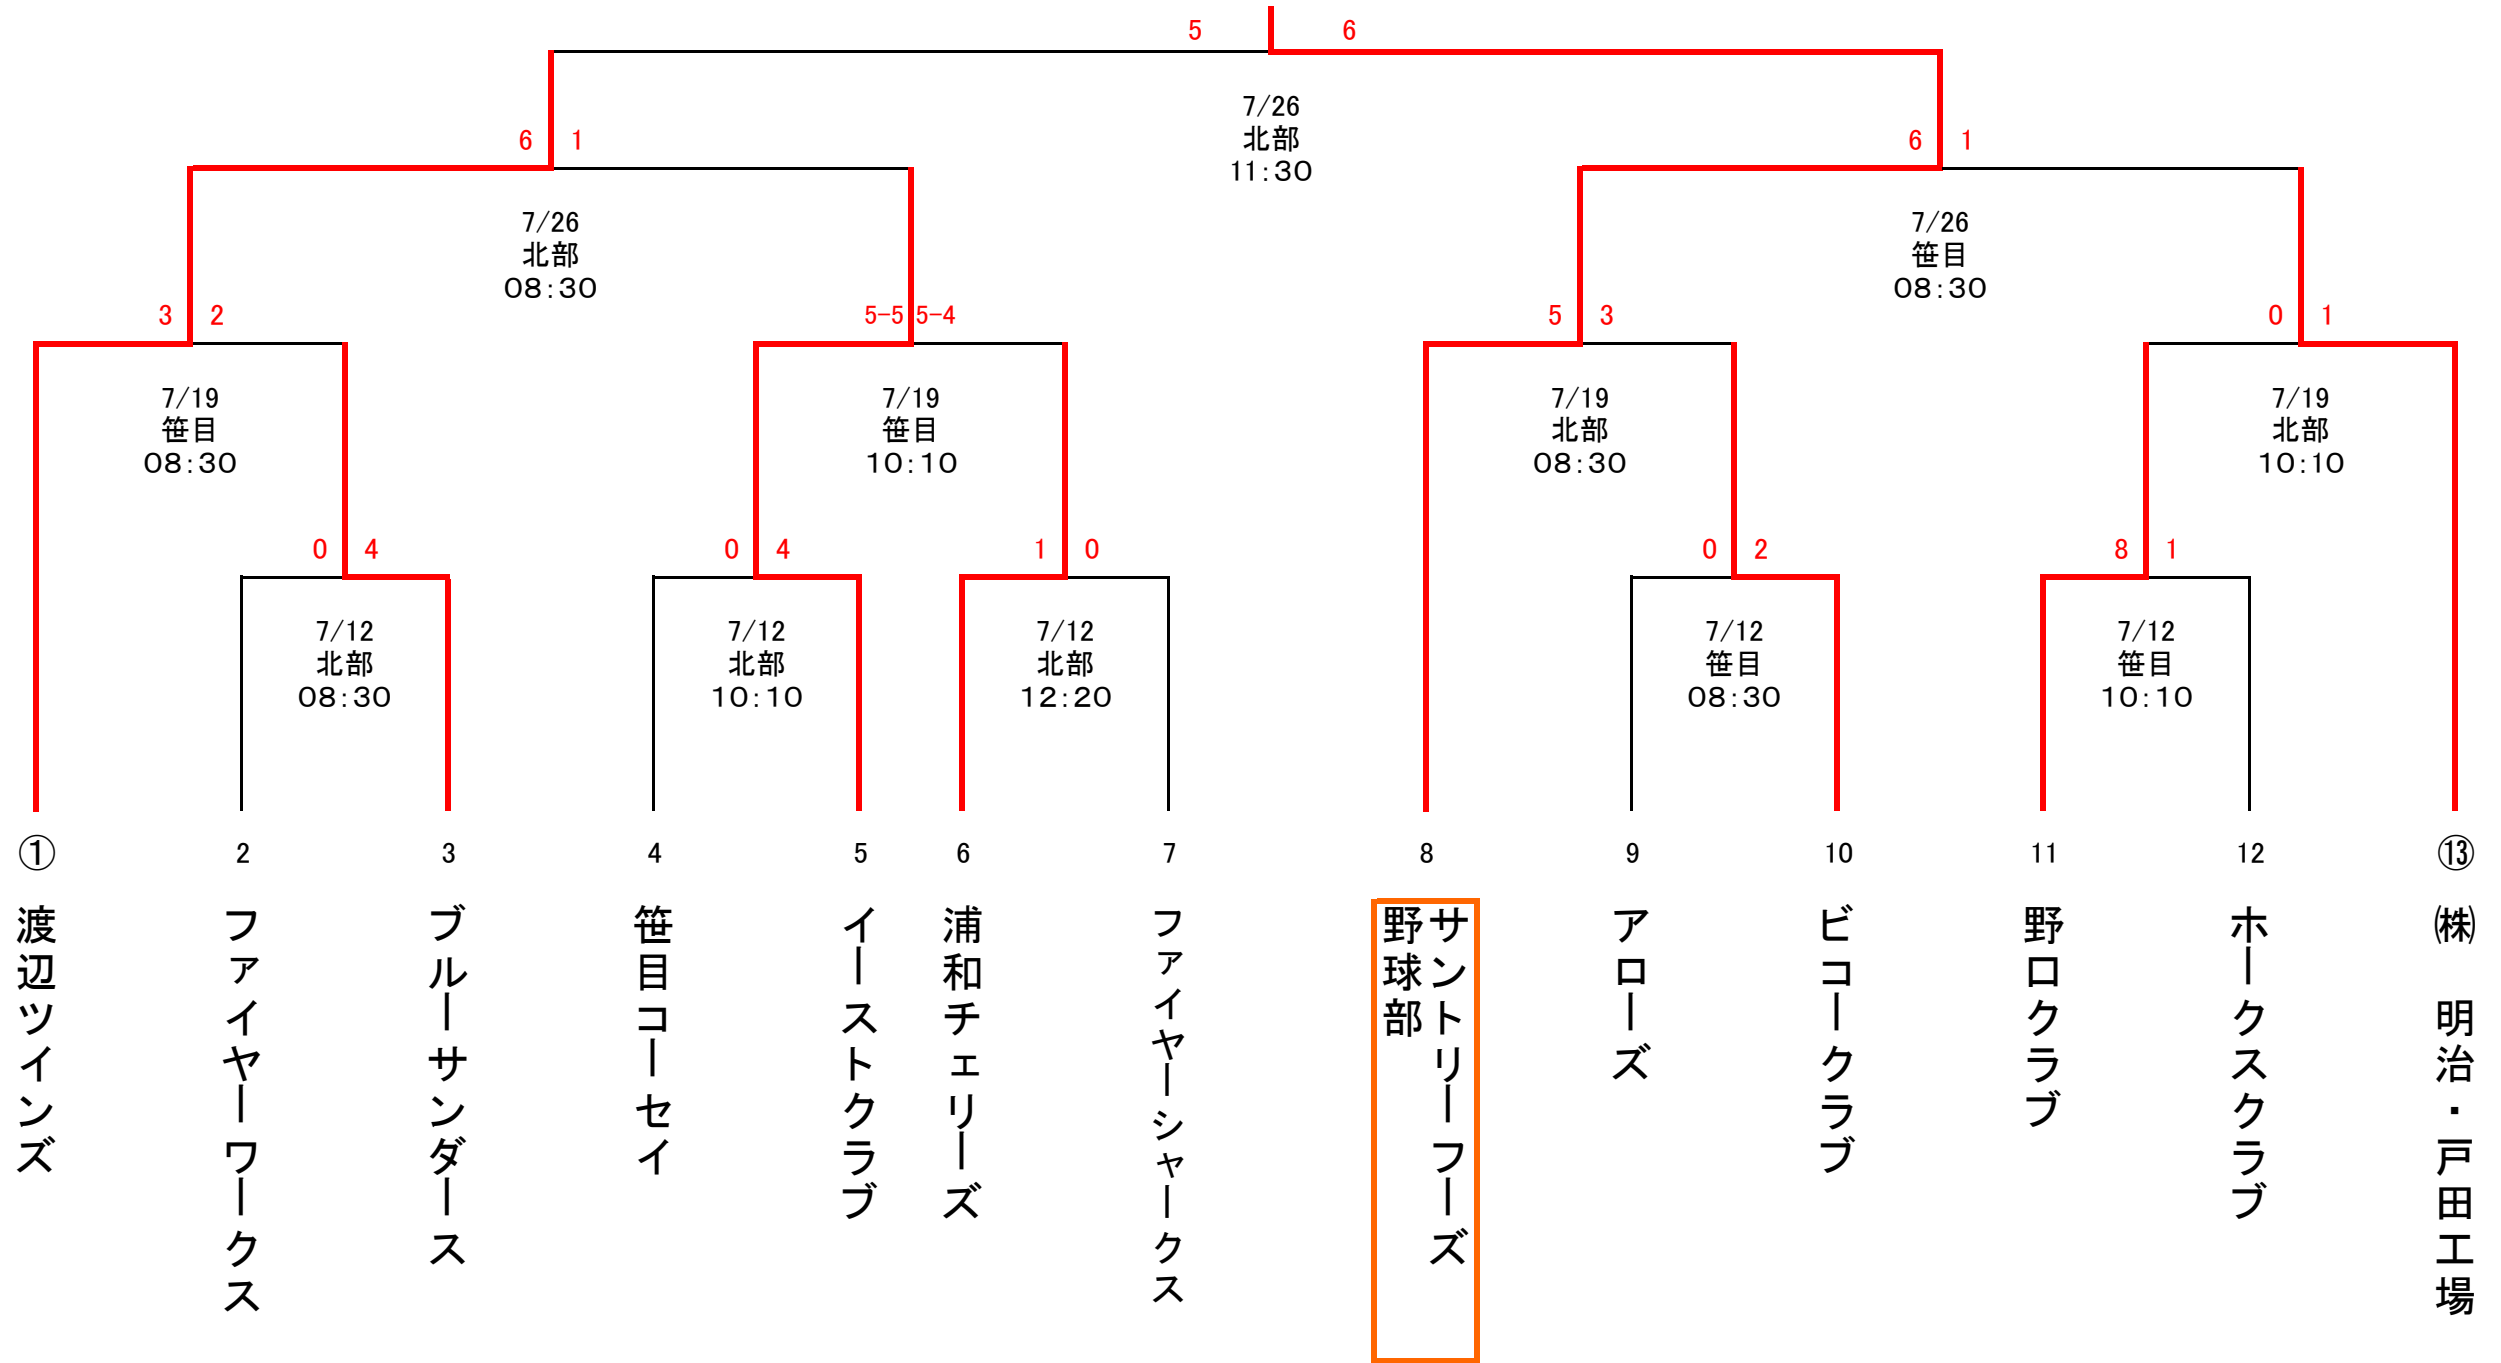 5 6
7/26
北部
11:30
6 1
6 1
7/26
北部
08:30
7/26
笹目
08:30
3 2
5-5 5-4
5 3
0 1
7/19
笹目
08:30
7/19
笹目
10:10
7/19
北部
08:30
7/19
北部
10:10
0 4
0 4
1 0
0 2
8 1
7/12
北部
08:30
7/12
北部
10:10
7/12
北部
12:20
7/12
笹目
08:30
7/12
笹目
10:10
① 渡辺ツインズ
2 ファイヤーワークス
3 ブルーサンダース
4 笹目コーセイ
5 イーストクラブ
6 浦和チェリーズ
7 ファイヤーシャークス
8 サントリーフーズ
野球部
9 アローズ
10 ビコークラブ
11 野口クラブ
12 ホークスクラブ
⑬ ㈱ 明治・戸田工場